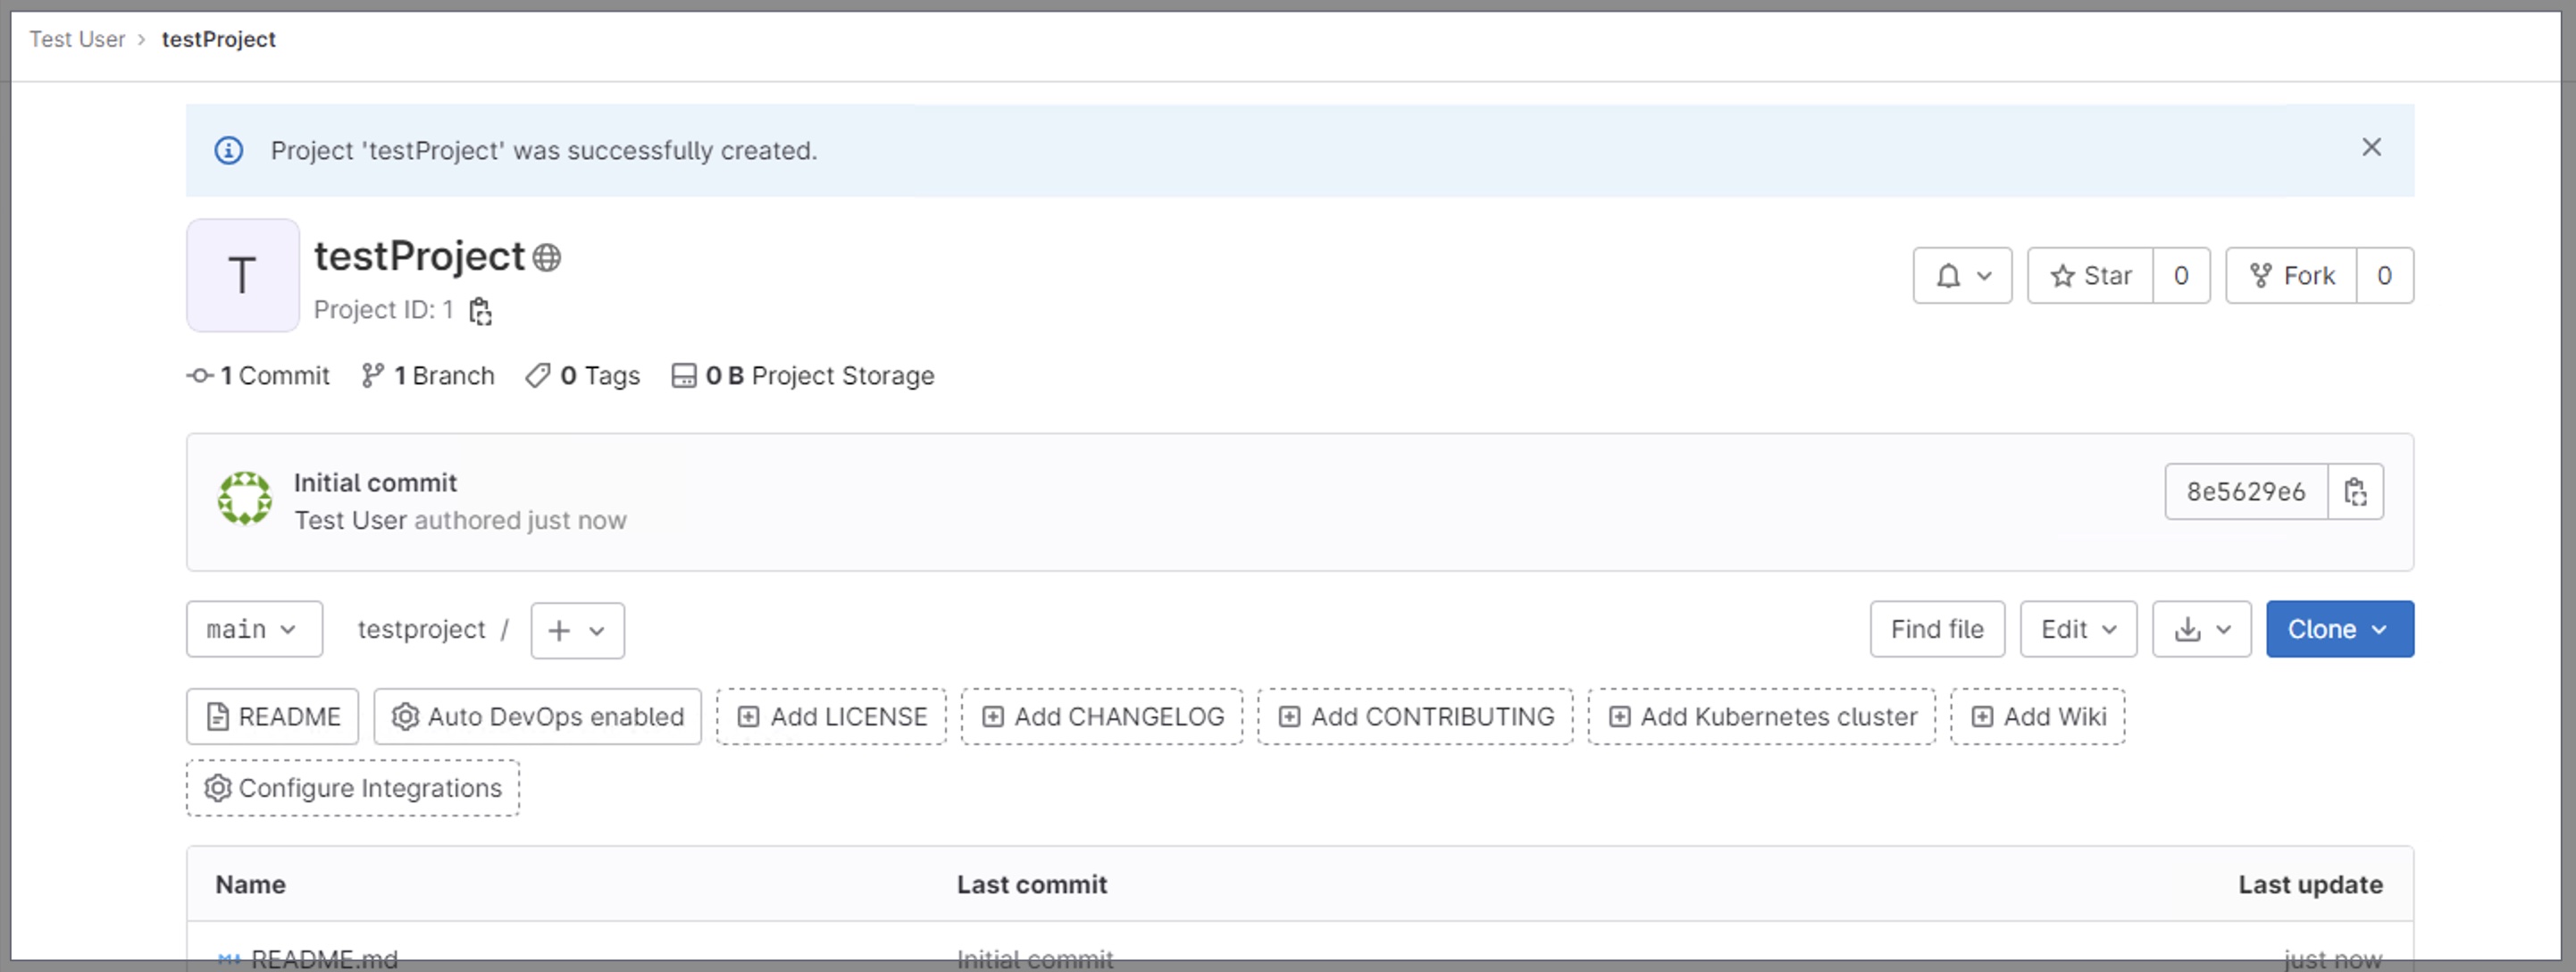 Test User › testProject
Project 'testProject' was successfully created.
T
testProject
Project ID: 1
Star 0 Fork 0
1 Commit 1 Branch 0 Tags 0 B Project Storage
Initial commit
Test User authored just now
8e5629e6
main testproject / + Find file Edit Clone
README Auto DevOps enabled Add LICENSE Add CHANGELOG Add CONTRIBUTING Add Kubernetes cluster Add Wiki
Configure Integrations
Name Last commit Last update
README.md Initial commit just now